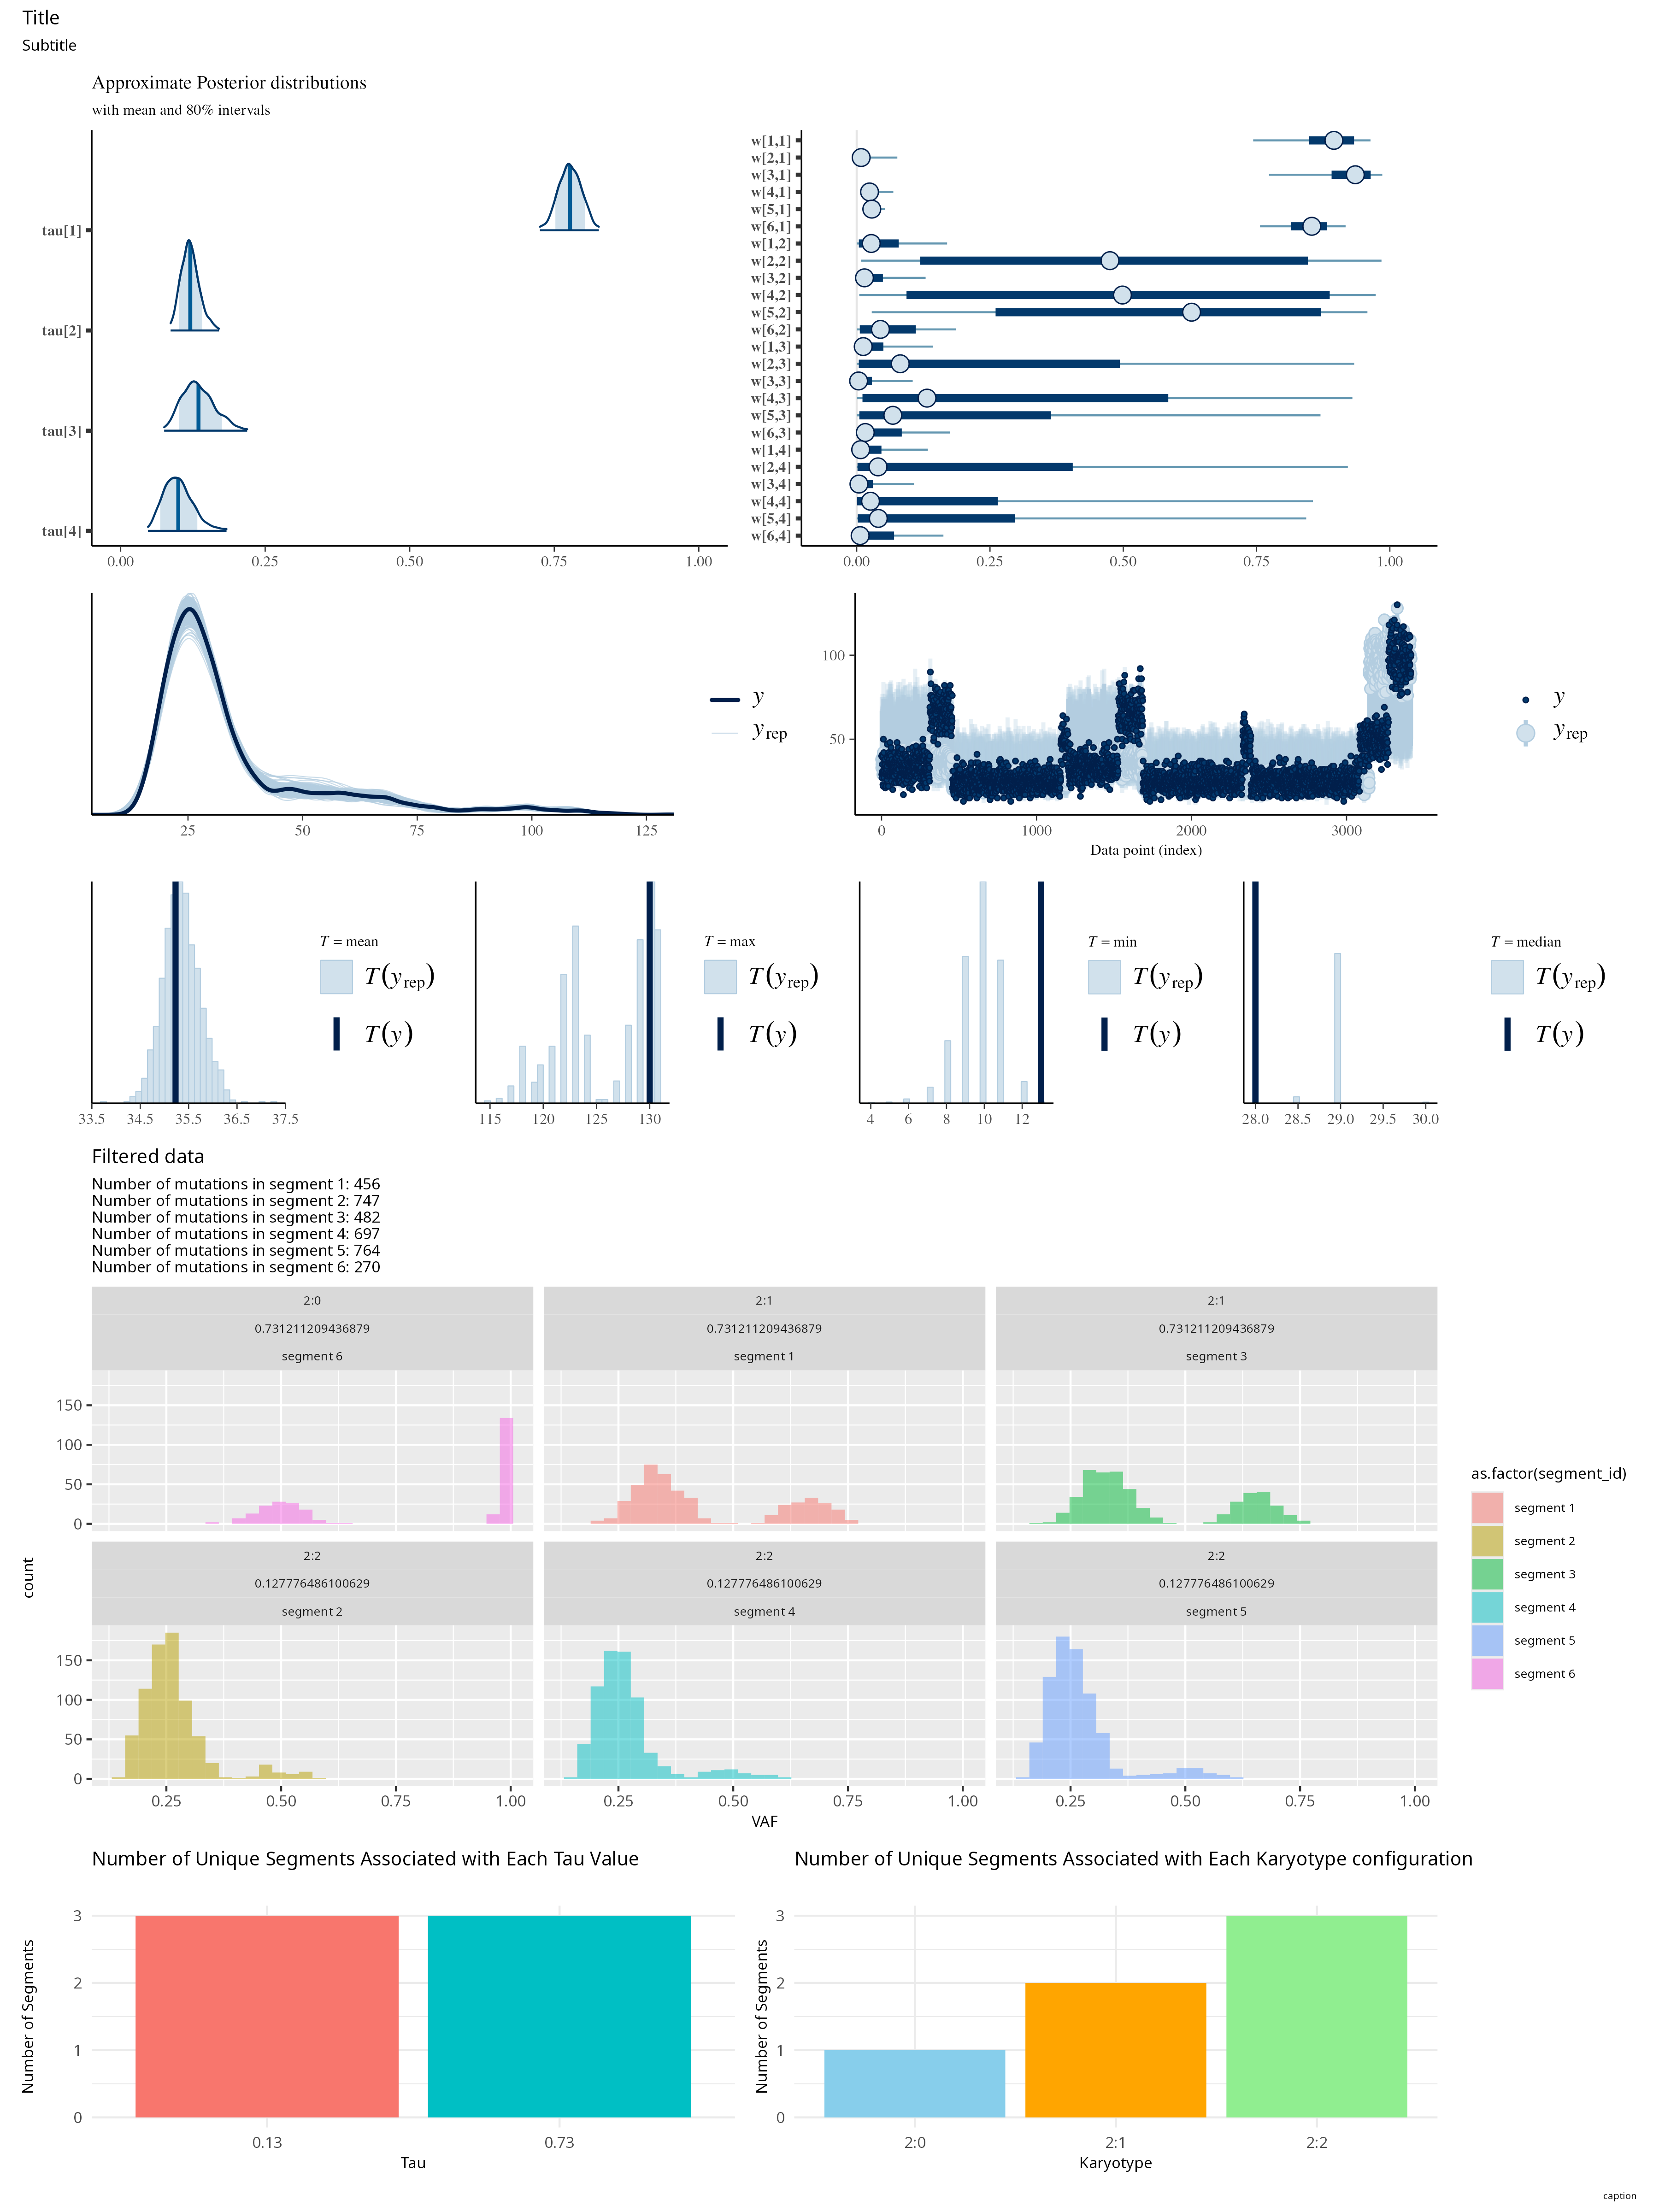 Title
Subtitle
Approximate Posterior distributions
with mean and 80% intervals
tau[1]
tau[2]
tau[3]
tau[4]
0.00 0.25 0.50 0.75 1.00
w[1,1]
w[2,1]
w[3,1]
w[4,1]
w[5,1]
w[6,1]
w[1,2]
w[2,2]
w[3,2]
w[4,2]
w[5,2]
w[6,2]
w[1,3]
w[2,3]
w[3,3]
w[4,3]
w[5,3]
w[6,3]
w[1,4]
w[2,4]
w[3,4]
w[4,4]
w[5,4]
w[6,4]
0.00 0.25 0.50 0.75 1.00
25 50 75 100 125
y
yrep
100
50
0 1000 2000 3000
Data point (index)
y
yrep
33.5 34.5 35.5 36.5 37.5
T = mean
T(yrep)
T(y)
115 120 125 130
T = max
T(yrep)
T(y)
4 6 8 10 12
T = min
T(yrep)
T(y)
28.0 28.5 29.0 29.5 30.0
T = median
T(yrep)
T(y)
Filtered data
Number of mutations in segment 1: 456
Number of mutations in segment 2: 747
Number of mutations in segment 3: 482
Number of mutations in segment 4: 697
Number of mutations in segment 5: 764
Number of mutations in segment 6: 270
2:0
0.731211209436879
segment 6
2:1
0.731211209436879
segment 1
2:1
0.731211209436879
segment 3
150
100
50
0
2:2
0.127776486100629
segment 2
2:2
0.127776486100629
segment 4
2:2
0.127776486100629
segment 5
150
100
50
0
count
0.25 0.50 0.75 1.00
0.25 0.50 0.75 1.00
0.25 0.50 0.75 1.00
VAF
as.factor(segment_id)
segment 1
segment 2
segment 3
segment 4
segment 5
segment 6
Number of Unique Segments Associated with Each Tau Value
Number of Segments
3
2
1
0
0.13 0.73
Tau
Number of Unique Segments Associated with Each Karyotype configuration
Number of Segments
3
2
1
0
2:0 2:1 2:2
Karyotype
caption